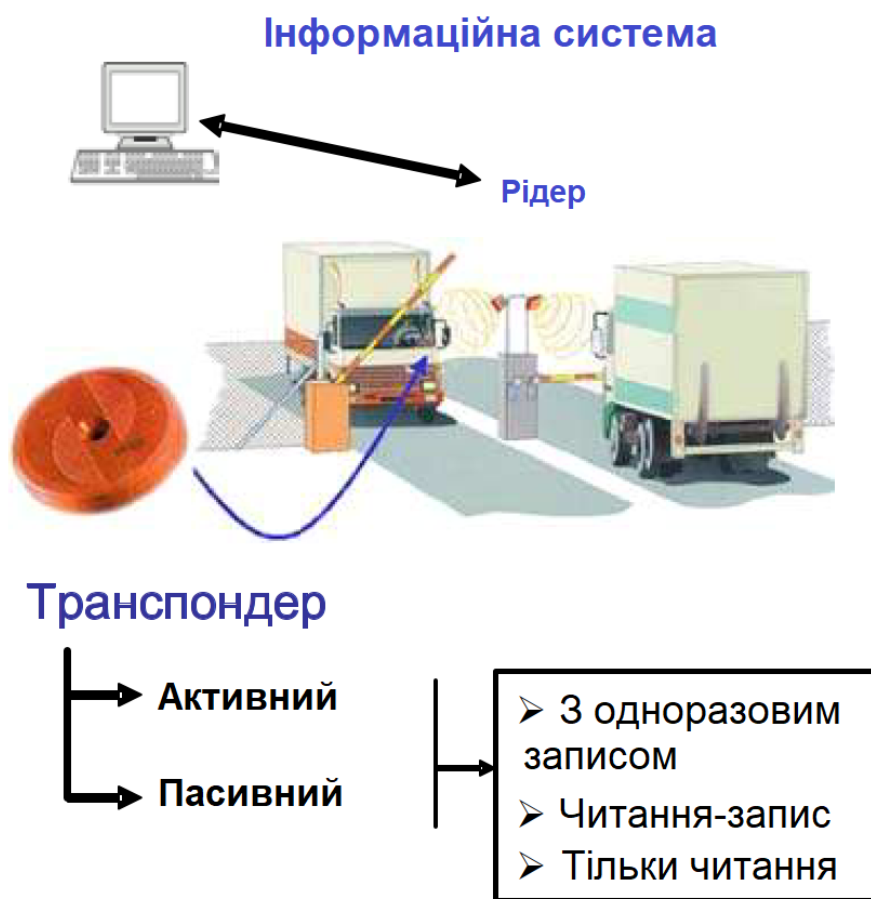 Інформаційна система
Рідер
Транспондер
Активний
Пасивний
➢ З одноразовим
записом
➢ Читання-запис
➢ Тільки читання